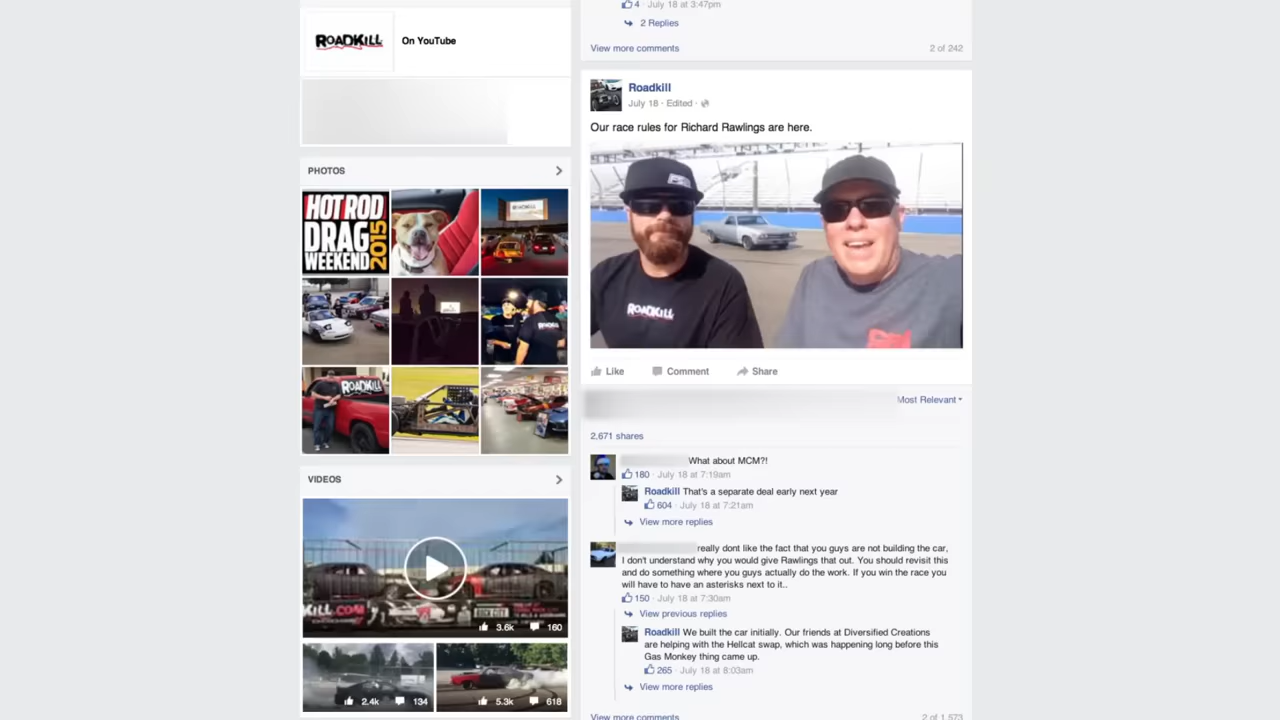 ROADKILL
On YouTube
PHOTOS
HOT ROD
DRAG
WEEKEND
2015
ROADKILL
VIDEOS
KILL.COM
3.6k
160
2.4k
134
5.3k
618
4 · July 18 at 3:47pm
2 Replies
View more comments
2 of 242
Roadkill
July 18 · Edited ·
Our race rules for Richard Rawlings are here.
ROADKILL
Like
Comment
Share
Most Relevant
2,671 shares
What about MCM?!
180 · July 18 at 7:19am
Roadkill That's a separate deal early next year
604 · July 18 at 7:21am
View more replies
really dont like the fact that you guys are not building the car,
I don't understand why you would give Rawlings that out. You should revisit this
and do something where you guys actually do the work. If you win the race you
will have to have an asterisks next to it..
150 · July 18 at 7:30am
View previous replies
Roadkill We built the car initially. Our friends at Diversified Creations
are helping with the Hellcat swap, which was happening long before this
Gas Monkey thing came up.
265 · July 18 at 8:03am
View more replies
View more comments
2 of 1,573